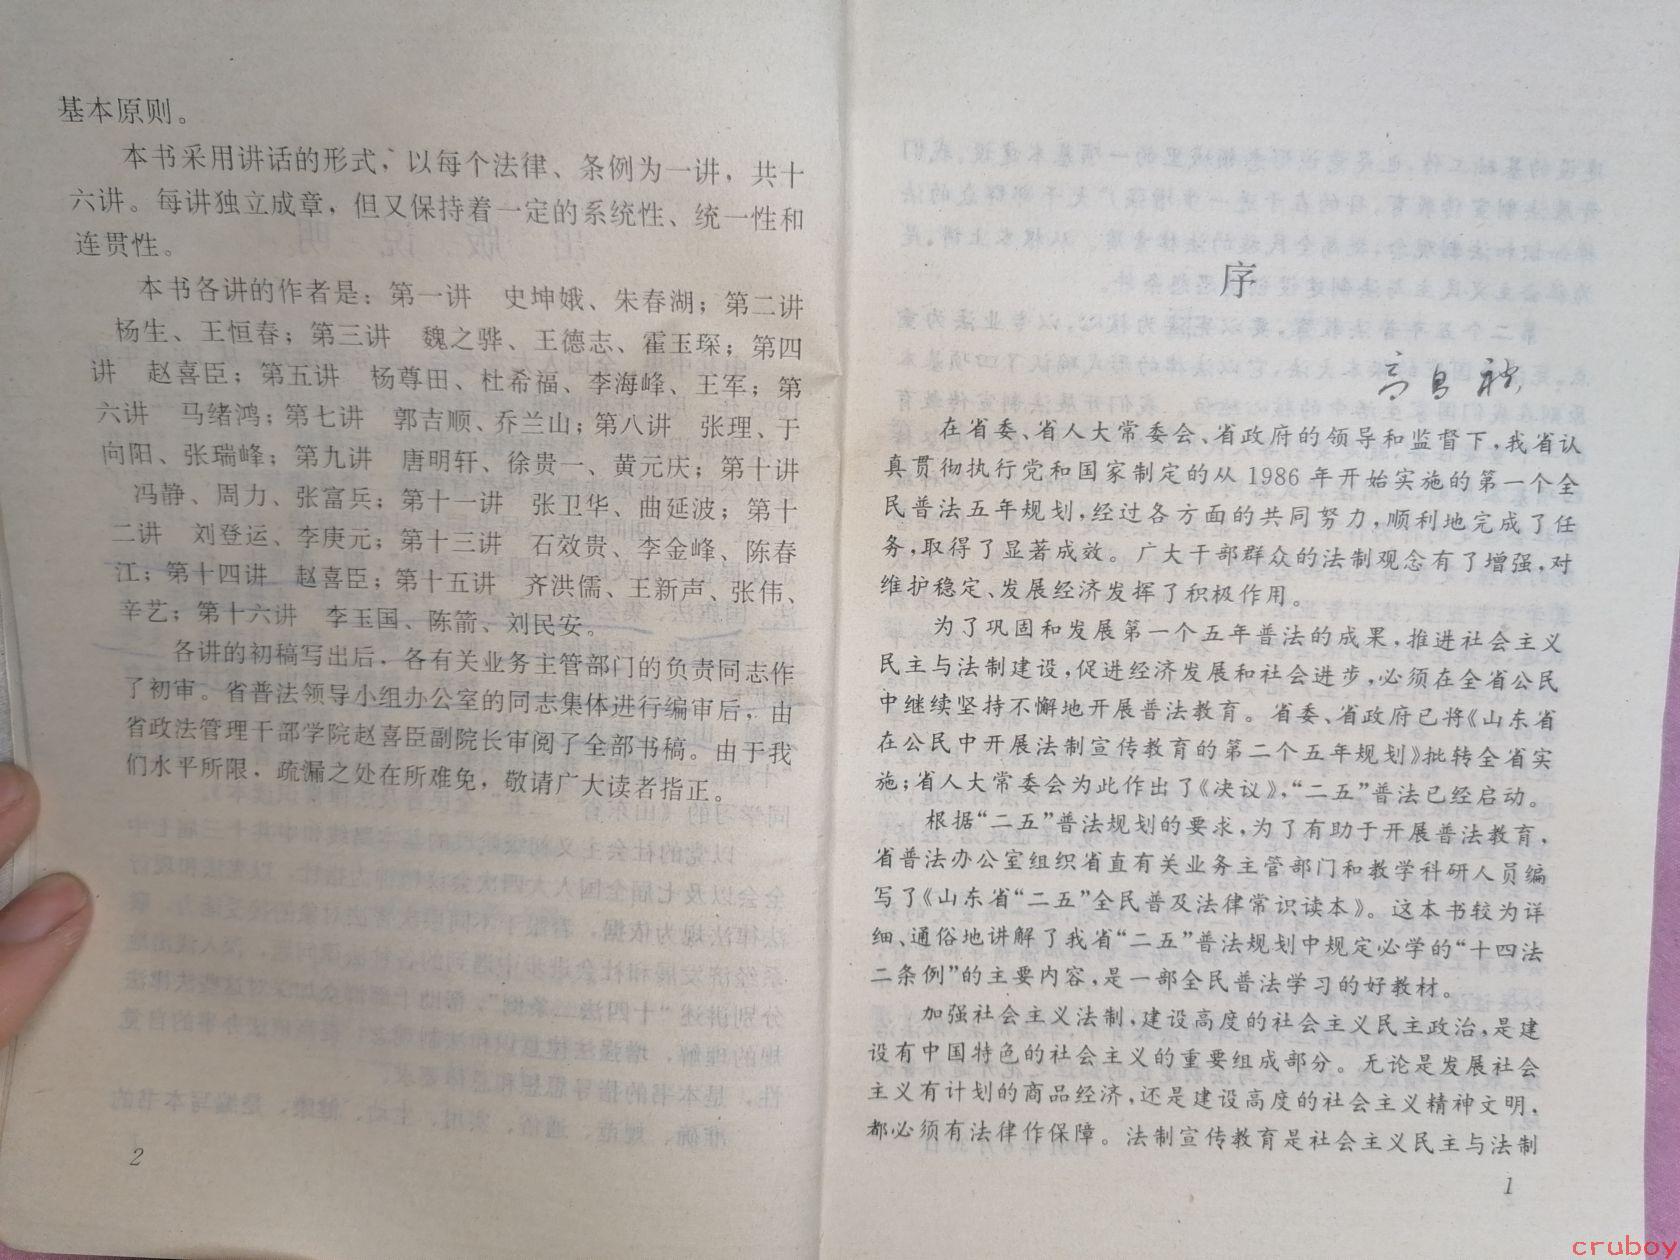 基本原则。
本书采用讲话的形式，以每个法律、条例为一讲，共十
六讲。每讲独立成章，但又保持着一定的系统性、统一性和
连贯性。
本书各讲的作者是：第一讲　史坤娥、朱春湖；第二讲
杨生、王恒春；第三讲　魏之骅、王德志、霍玉琛；第四
讲　赵喜臣；第五讲　杨尊田、杜希福、李海峰、王军；第
六讲　马绪鸿；第七讲　郭吉顺、乔兰山；第八讲　张理、于
向阳、张瑞峰；第九讲　唐明轩、徐贵一、黄元庆；第十讲
冯静、周力、张富兵；第十一讲　张卫华、曲延波；第十
二讲　刘登运、李庚元；第十三讲　石效贵、李金峰、陈春
江；第十四讲　赵喜臣；第十五讲　齐洪儒、王新声、张伟、
辛艺；第十六讲　李玉国、陈箭、刘民安。
各讲的初稿写出后，各有关业务主管部门的负责同志作
了初审。省普法领导小组办公室的同志集体进行编审后，由
省政法管理干部学院赵喜臣副院长审阅了全部书稿。由于我
们水平所限，疏漏之处在所难免，敬请广大读者指正。
2
序
高昌礼
在省委、省人大常委会、省政府的领导和监督下，我省认
真贯彻执行党和国家制定的从1986年开始实施的第一个全
民普法五年规划，经过各方面的共同努力，顺利地完成了任
务，取得了显著成效。广大干部群众的法制观念有了增强，对
维护稳定、发展经济发挥了积极作用。
为了巩固和发展第一个五年普法的成果，推进社会主义
民主与法制建设，促进经济发展和社会进步，必须在全省公民
中继续坚持不懈地开展普法教育。省委、省政府已将《山东省
在公民中开展法制宣传教育的第二个五年规划》批转全省实
施；省人大常委会为此作出了《决议》，“二五”普法已经启动。
根据“二五”普法规划的要求，为了有助于开展普法教育，
省普法办公室组织省直有关业务主管部门和教学科研人员编
写了《山东省“二五”全民普及法律常识读本》。这本书较为详
细、通俗地讲解了我省“二五”普法规划中规定必学的“十四法
二条例”的主要内容，是一部全民普法学习的好教材。
加强社会主义法制，建设高度的社会主义民主政治，是建
设有中国特色的社会主义的重要组成部分。无论是发展社会
主义有计划的商品经济，还是建设高度的社会主义精神文明，
都必须有法律作保障。法制宣传教育是社会主义民主与法制
1
cruboy